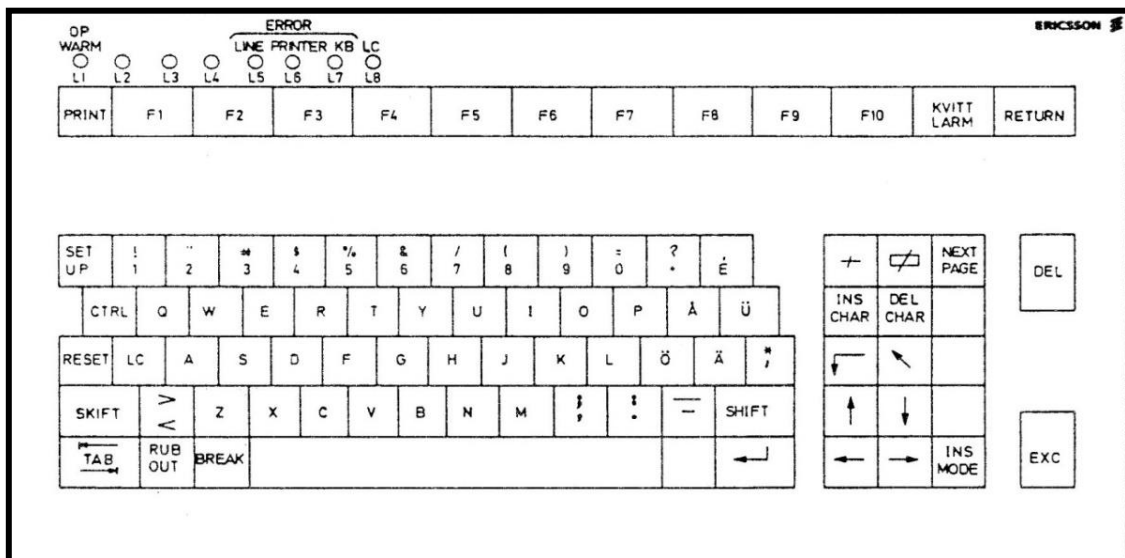 ERICSSON
OP
WARM
ERROR
LINE PRINTER KB LC
L1 L2 L3 L4 L5 L6 L7 L8
PRINT F1 F2 F3 F4 F5 F6 F7 F8 F9 F10 KVITT LARM RETURN
SET UP ! 1 " 2 # 3 $ 4 % 5 & 6 / 7 ( 8 ) 9 = 0 ? + ´ É NEXT PAGE DEL
CTRL Q W E R T Y U I O P Å Ü INS CHAR DEL CHAR
RESET LC A S D F G H J K L Ö Ä * '
SKIFT > < Z X C V B N M ; , : . — - SHIFT
TAB RUB OUT BREAK INS MODE EXC